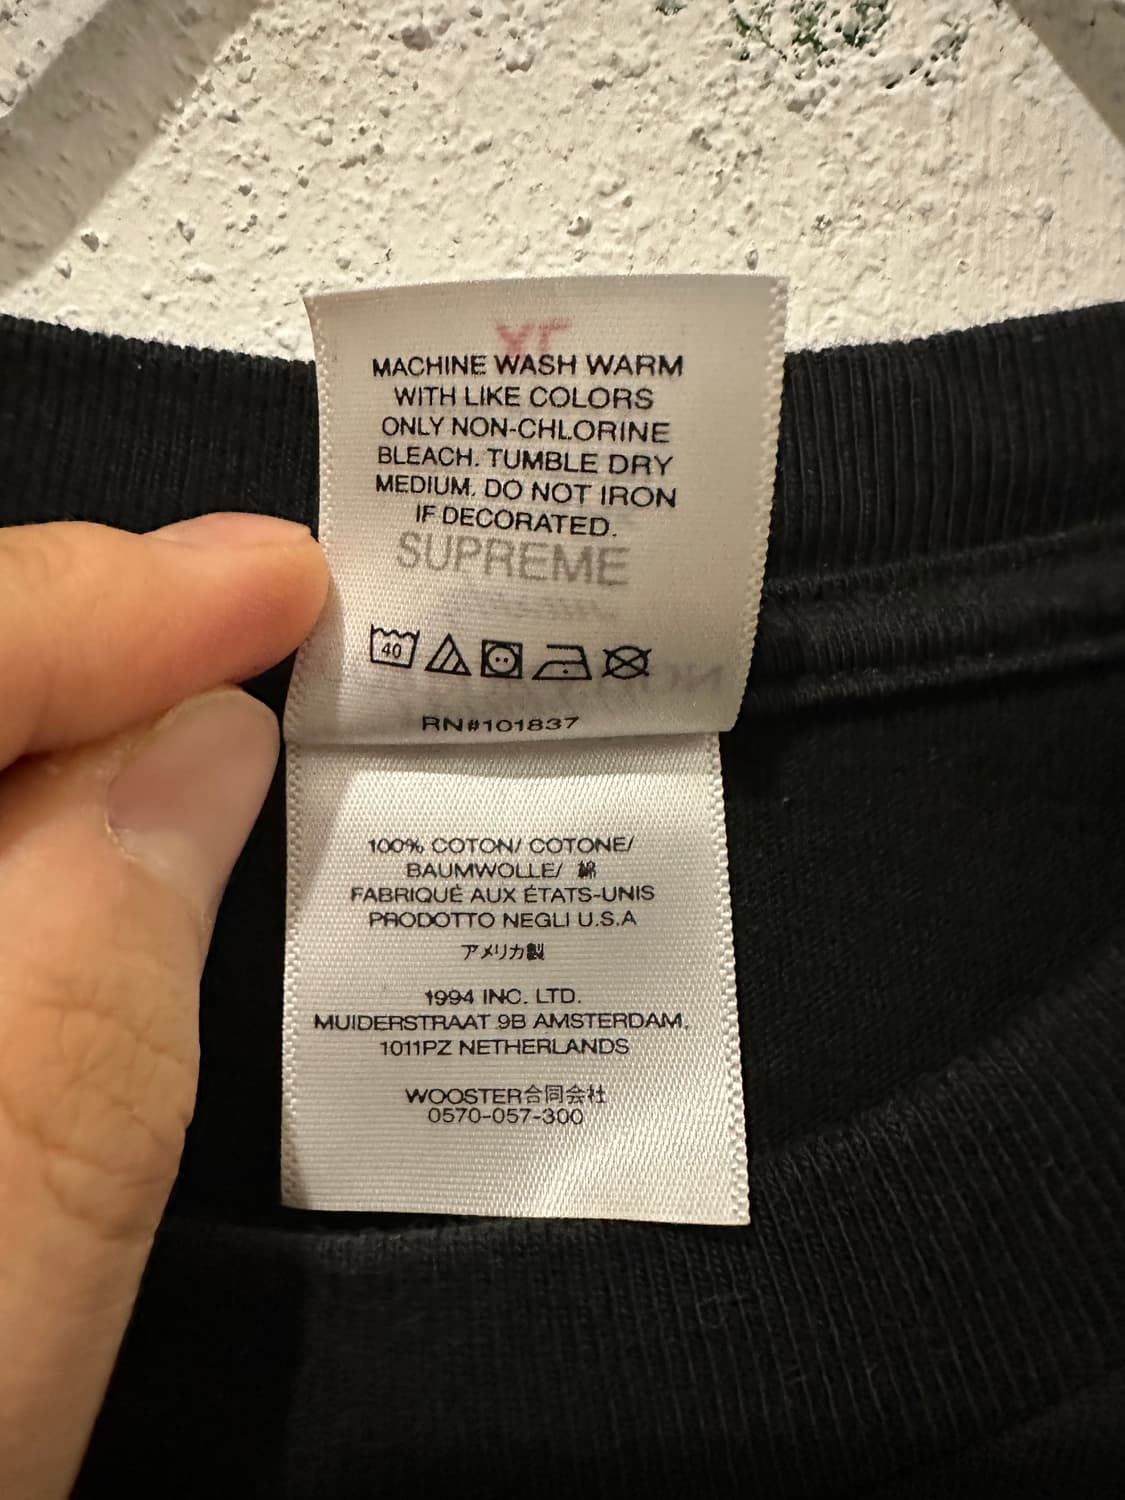 MACHINE WASH WARM
WITH LIKE COLORS
ONLY NON-CHLORINE
BLEACH. TUMBLE DRY
MEDIUM. DO NOT IRON
IF DECORATED.
SUPREME
40
RN#101837
100% COTON/ COTONE/
BAUMWOLLE/ 綿
FABRIQUÉ AUX ÉTATS-UNIS
PRODOTTO NEGLI U.S.A
アメリカ製
1994 INC. LTD.
MUIDERSTRAAT 9B AMSTERDAM,
1011PZ NETHERLANDS
WOOSTER合同会社
0570-057-300